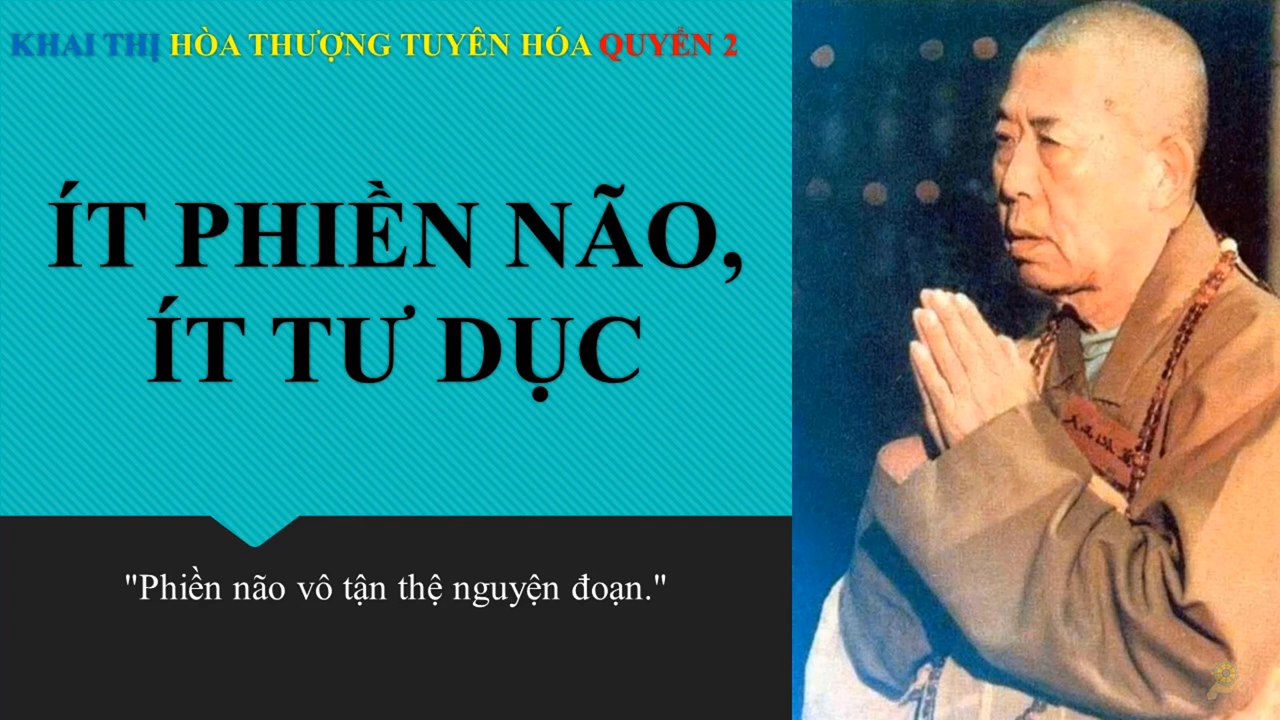 KHAI THỊ HÒA THƯỢNG TUYÊN HÓA QUYỂN 2
ÍT PHIỀN NÃO,
ÍT TƯ DỤC
"Phiền não vô tận thệ nguyện đoạn."